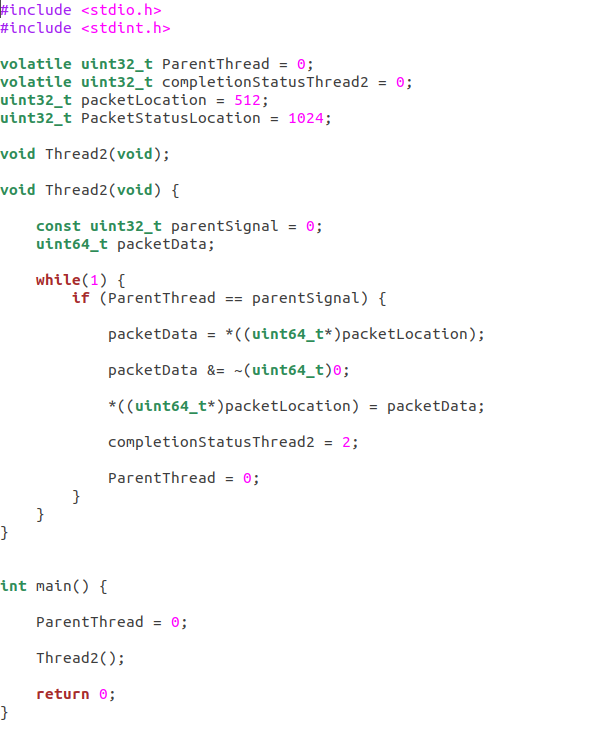 #include <stdio.h>
#include <stdint.h>

volatile uint32_t ParentThread = 0;
volatile uint32_t completionStatusThread2 = 0;
uint32_t packetLocation = 512;
uint32_t PacketStatusLocation = 1024;

void Thread2(void);

void Thread2(void) {

    const uint32_t parentSignal = 0;
    uint64_t packetData;

    while(1) {
        if (ParentThread == parentSignal) {

            packetData = *((uint64_t*)packetLocation);

            packetData &= ~(uint64_t)0;

            *((uint64_t*)packetLocation) = packetData;

            completionStatusThread2 = 2;

            ParentThread = 0;
        }
    }
}


int main() {

    ParentThread = 0;

    Thread2();

    return 0;
}